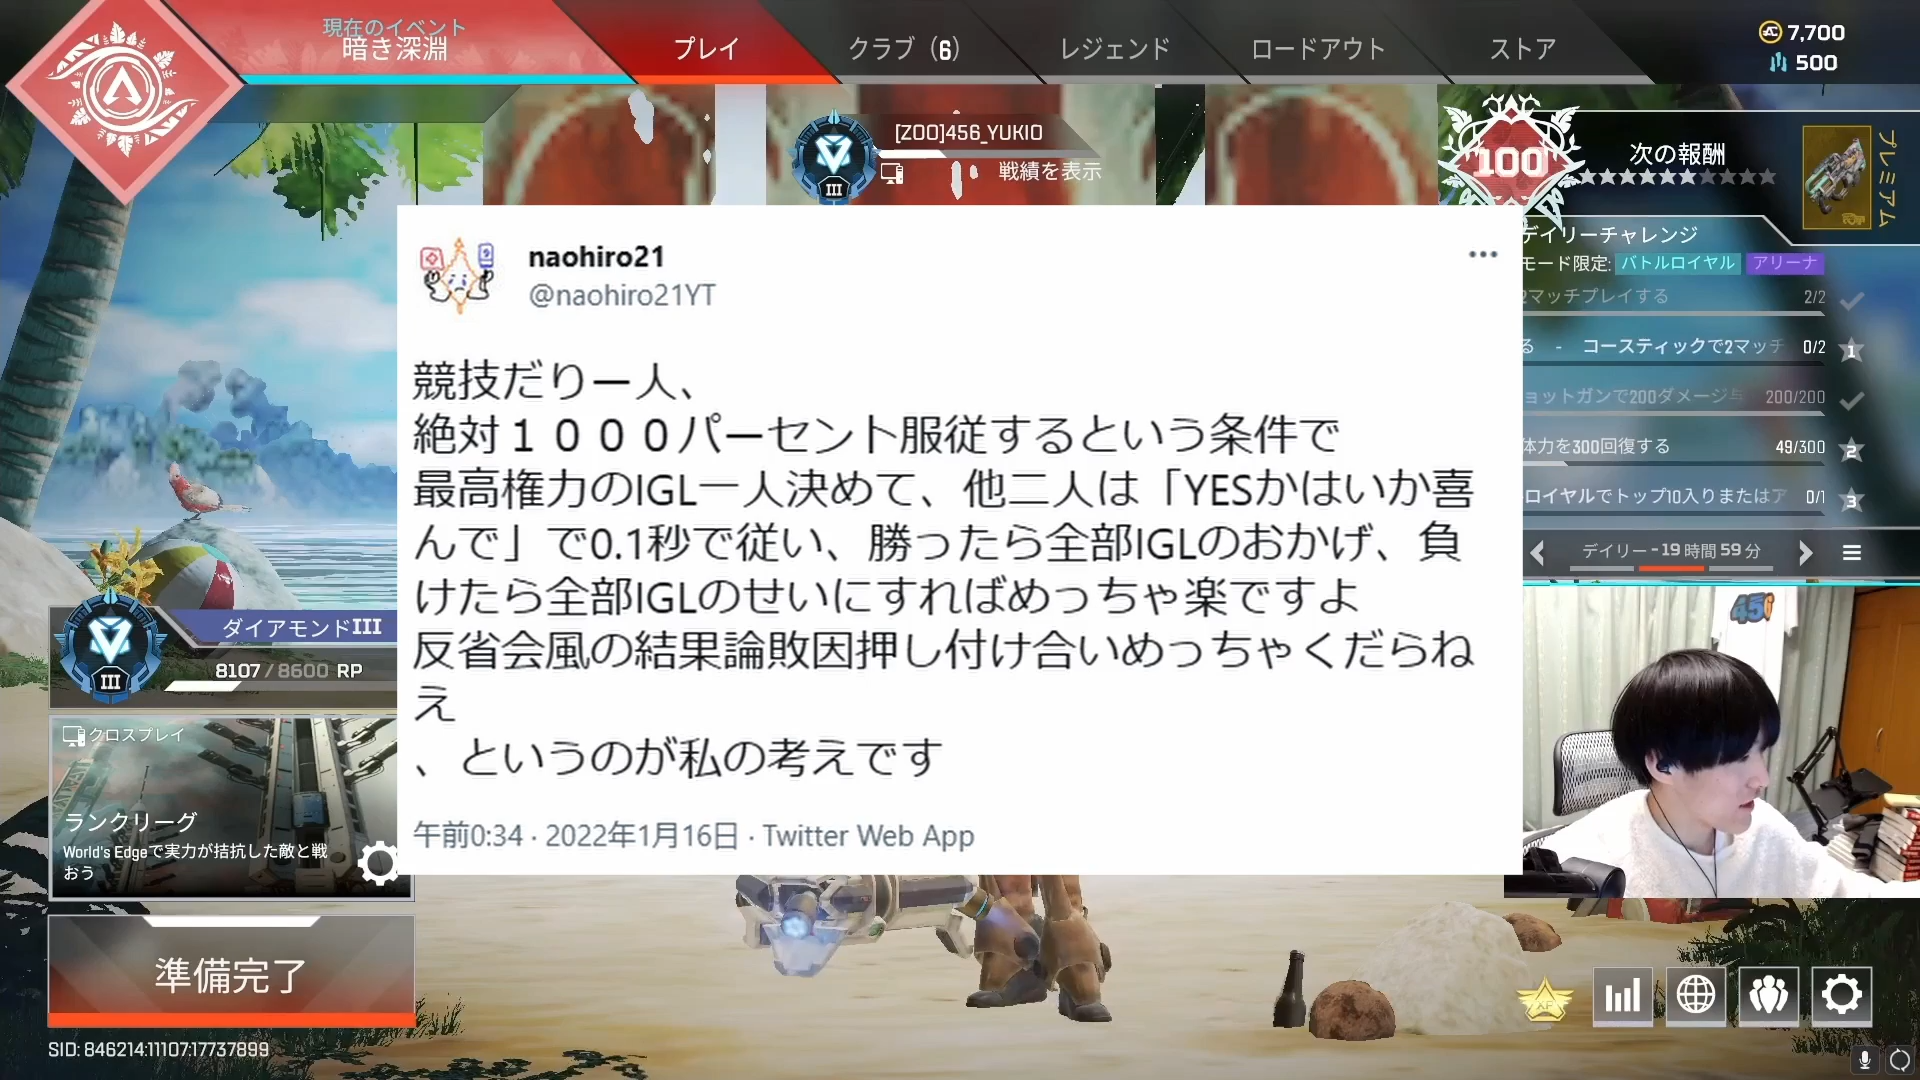 現在のイベント
暗き深淵
プレイ
クラブ（6）
レジェンド
ロードアウト
ストア
7,700
500
[ZOO]456_YUKIO
III
戦績を表示
100
次の報酬
プレミアム
デイリーチャレンジ
モード限定: バトルロイヤル アリーナ
2マッチプレイする 2/2
る - コースティックで2マッチ 0/2 1
ョットガンで200ダメージ与 200/200
体力を300回復する 49/300 2
ロイヤルでトップ10入りまたはア 0/1 3
デイリー - 19 時間 59 分
naohiro21
@naohiro21YT
競技だりー人、
絶対１０００パーセント服従するという条件で
最高権力のIGL一人決めて、他二人は「YESかはいか喜
んで」で0.1秒で従い、勝ったら全部IGLのおかげ、負
けたら全部IGLのせいにすればめっちゃ楽ですよ
反省会風の結果論敗因押し付け合いめっちゃくだらね
え
、というのが私の考えです
午前0:34 · 2022年1月16日 · Twitter Web App
ダイアモンドIII
8107 / 8600 RP
III
クロスプレイ
ランクリーグ
World's Edgeで実力が拮抗した敵と戦
おう
準備完了
SID: 846214:11107:17737899
456